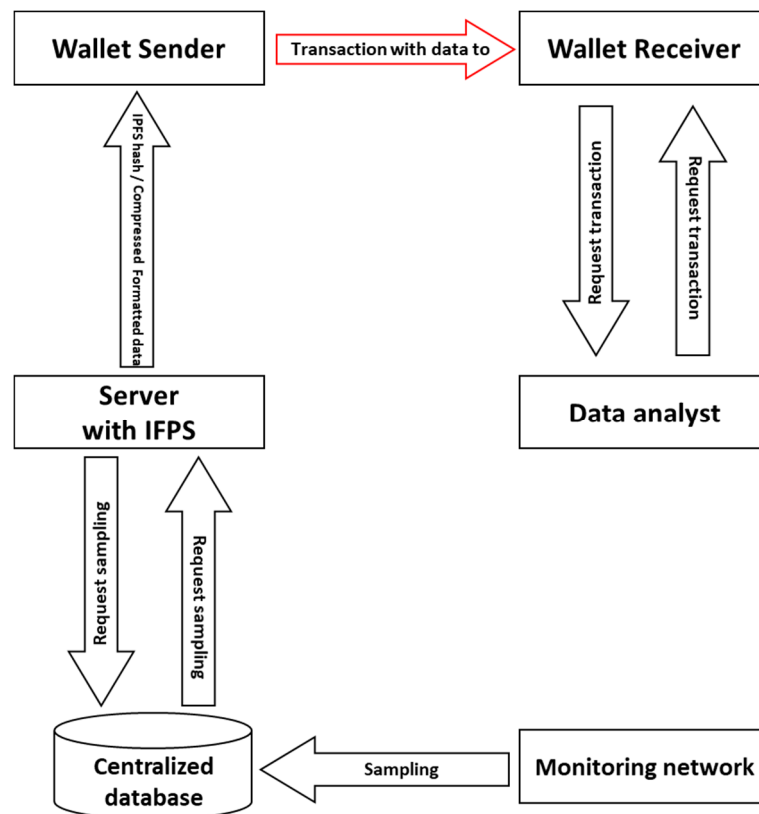 Wallet Sender
Transaction with data to
Wallet Receiver
IPFS hash / Compressed Formatted data
Request transaction
Request transaction
Server
with IFPS
Data analyst
Request sampling
Request sampling
Centralized
database
Sampling
Monitoring network